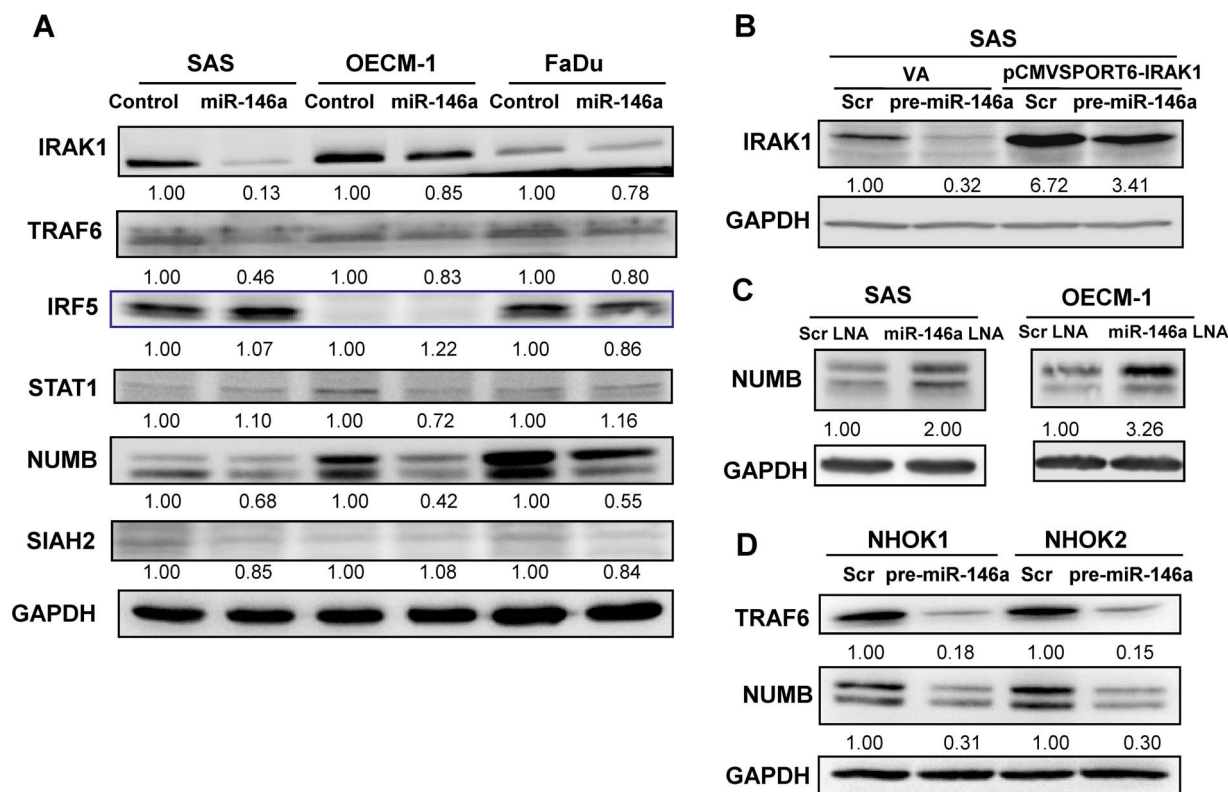 A
SAS OECM-1 FaDu
Control miR-146a Control miR-146a Control miR-146a
IRAK1
1.00 0.13 1.00 0.85 1.00 0.78
TRAF6
1.00 0.46 1.00 0.83 1.00 0.80
IRF5
1.00 1.07 1.00 1.22 1.00 0.86
STAT1
1.00 1.10 1.00 0.72 1.00 1.16
NUMB
1.00 0.68 1.00 0.42 1.00 0.55
SIAH2
1.00 0.85 1.00 1.08 1.00 0.84
GAPDH
B
SAS
VA pCMVSPORT6-IRAK1
Scr pre-miR-146a Scr pre-miR-146a
IRAK1
1.00 0.32 6.72 3.41
GAPDH
C
SAS OECM-1
Scr LNA miR-146a LNA Scr LNA miR-146a LNA
NUMB
1.00 2.00 1.00 3.26
GAPDH
D
NHOK1 NHOK2
Scr pre-miR-146a Scr pre-miR-146a
TRAF6
1.00 0.18 1.00 0.15
NUMB
1.00 0.31 1.00 0.30
GAPDH